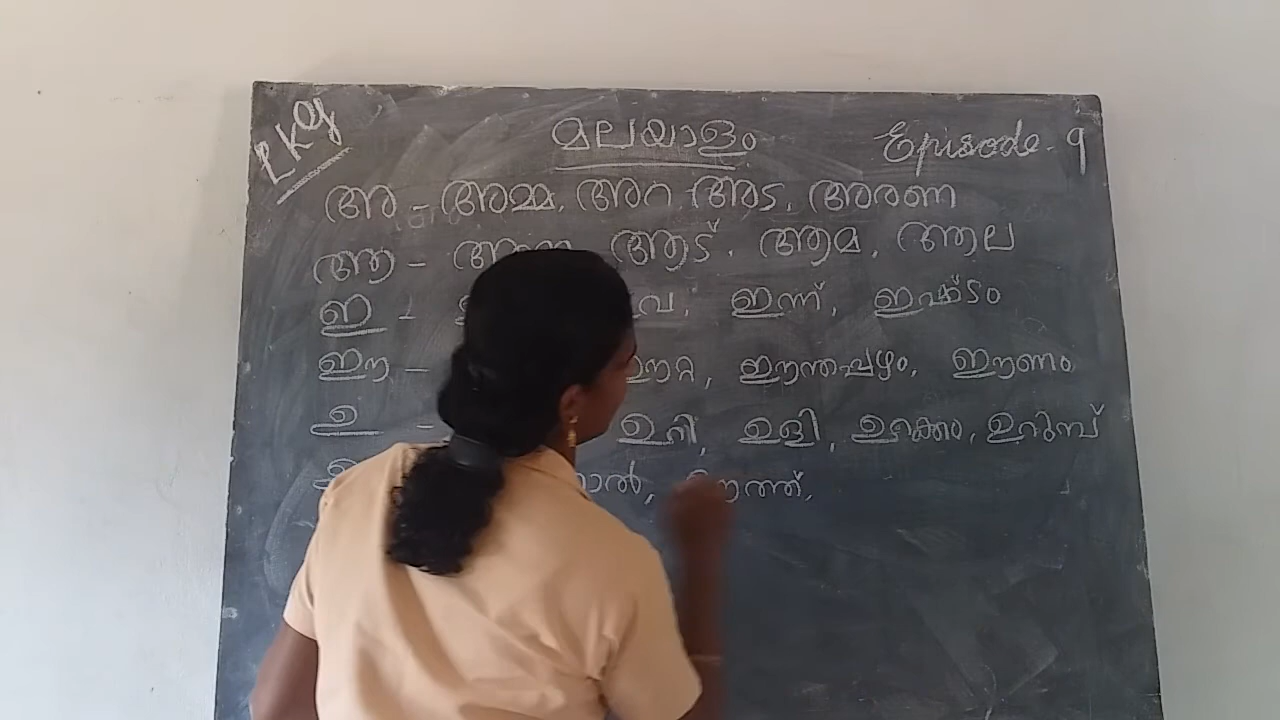 LKG
മലയാളം
Episode - 9
അ - അമ്മ, അറ, അട, അരണ
ആ - ആട്, ആമ, ആല
ഇ - ഇന്ന്, ഇഷ്ടം
ഈ - ഈറ്റ, ഈന്തപ്പഴം, ഈണം
ഉ - ഉറി, ഉളി, ഉറുമ്പ്